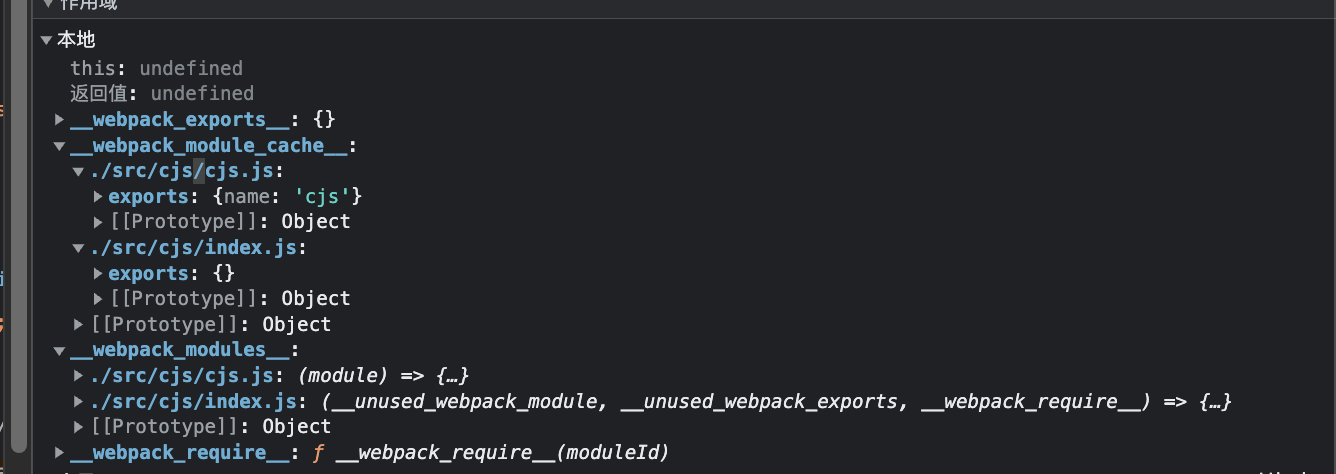 作用域
本地
this: undefined
返回值: undefined
__webpack_exports__: {}
__webpack_module_cache__:
./src/cjs/cjs.js:
exports: {name: 'cjs'}
[[Prototype]]: Object
./src/cjs/index.js:
exports: {}
[[Prototype]]: Object
[[Prototype]]: Object
__webpack_modules__:
./src/cjs/cjs.js: (module) => {…}
./src/cjs/index.js: (__unused_webpack_module, __unused_webpack_exports, __webpack_require__) => {…}
[[Prototype]]: Object
__webpack_require__: ƒ __webpack_require__(moduleId)